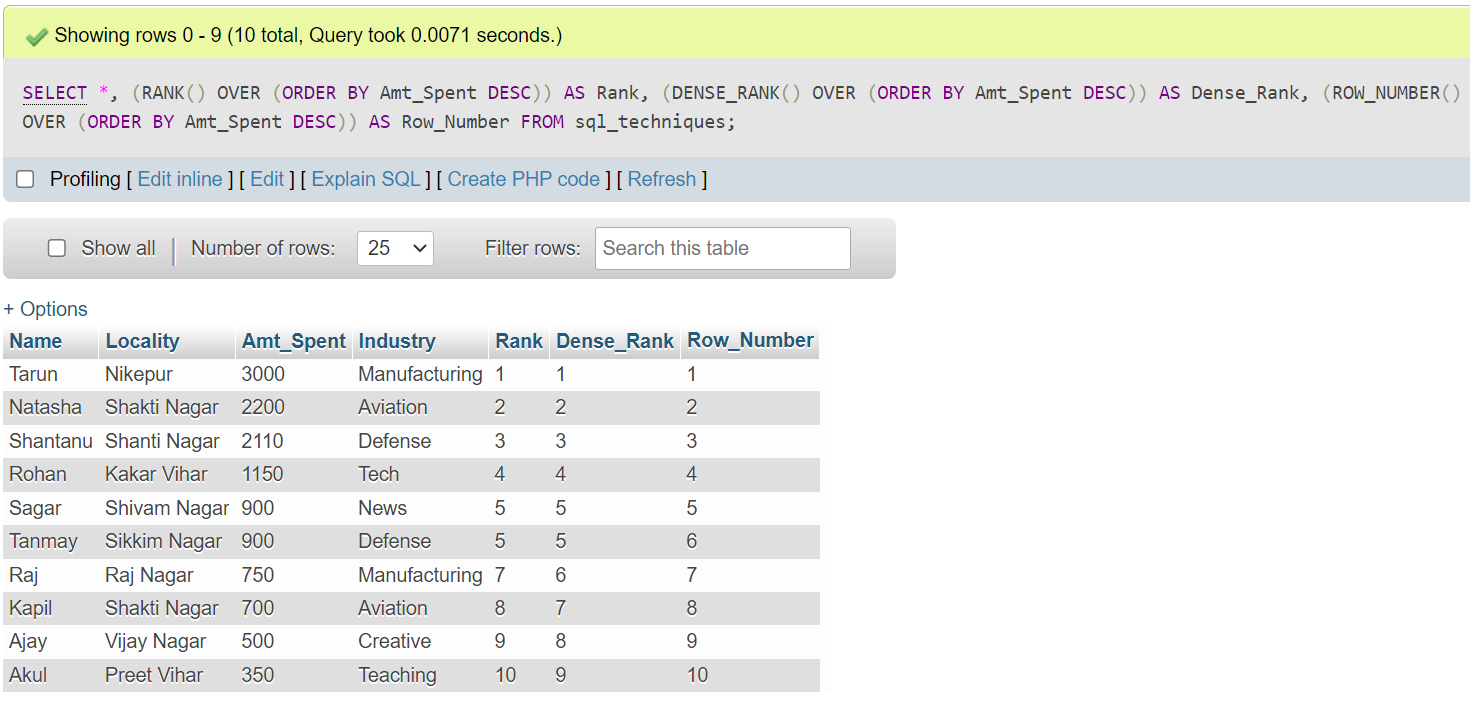 Showing rows 0 - 9 (10 total, Query took 0.0071 seconds.)
SELECT *, (RANK() OVER (ORDER BY Amt_Spent DESC)) AS Rank, (DENSE_RANK() OVER (ORDER BY Amt_Spent DESC)) AS Dense_Rank, (ROW_NUMBER()
OVER (ORDER BY Amt_Spent DESC)) AS Row_Number FROM sql_techniques;
Profiling [ Edit inline ] [ Edit ] [ Explain SQL ] [ Create PHP code ] [ Refresh ]
Show all | Number of rows: 25 Filter rows: Search this table
+ Options
Name Locality Amt_Spent Industry Rank Dense_Rank Row_Number
Tarun Nikepur 3000 Manufacturing 1 1 1
Natasha Shakti Nagar 2200 Aviation 2 2 2
Shantanu Shanti Nagar 2110 Defense 3 3 3
Rohan Kakar Vihar 1150 Tech 4 4 4
Sagar Shivam Nagar 900 News 5 5 5
Tanmay Sikkim Nagar 900 Defense 5 5 6
Raj Raj Nagar 750 Manufacturing 7 6 7
Kapil Shakti Nagar 700 Aviation 8 7 8
Ajay Vijay Nagar 500 Creative 9 8 9
Akul Preet Vihar 350 Teaching 10 9 10